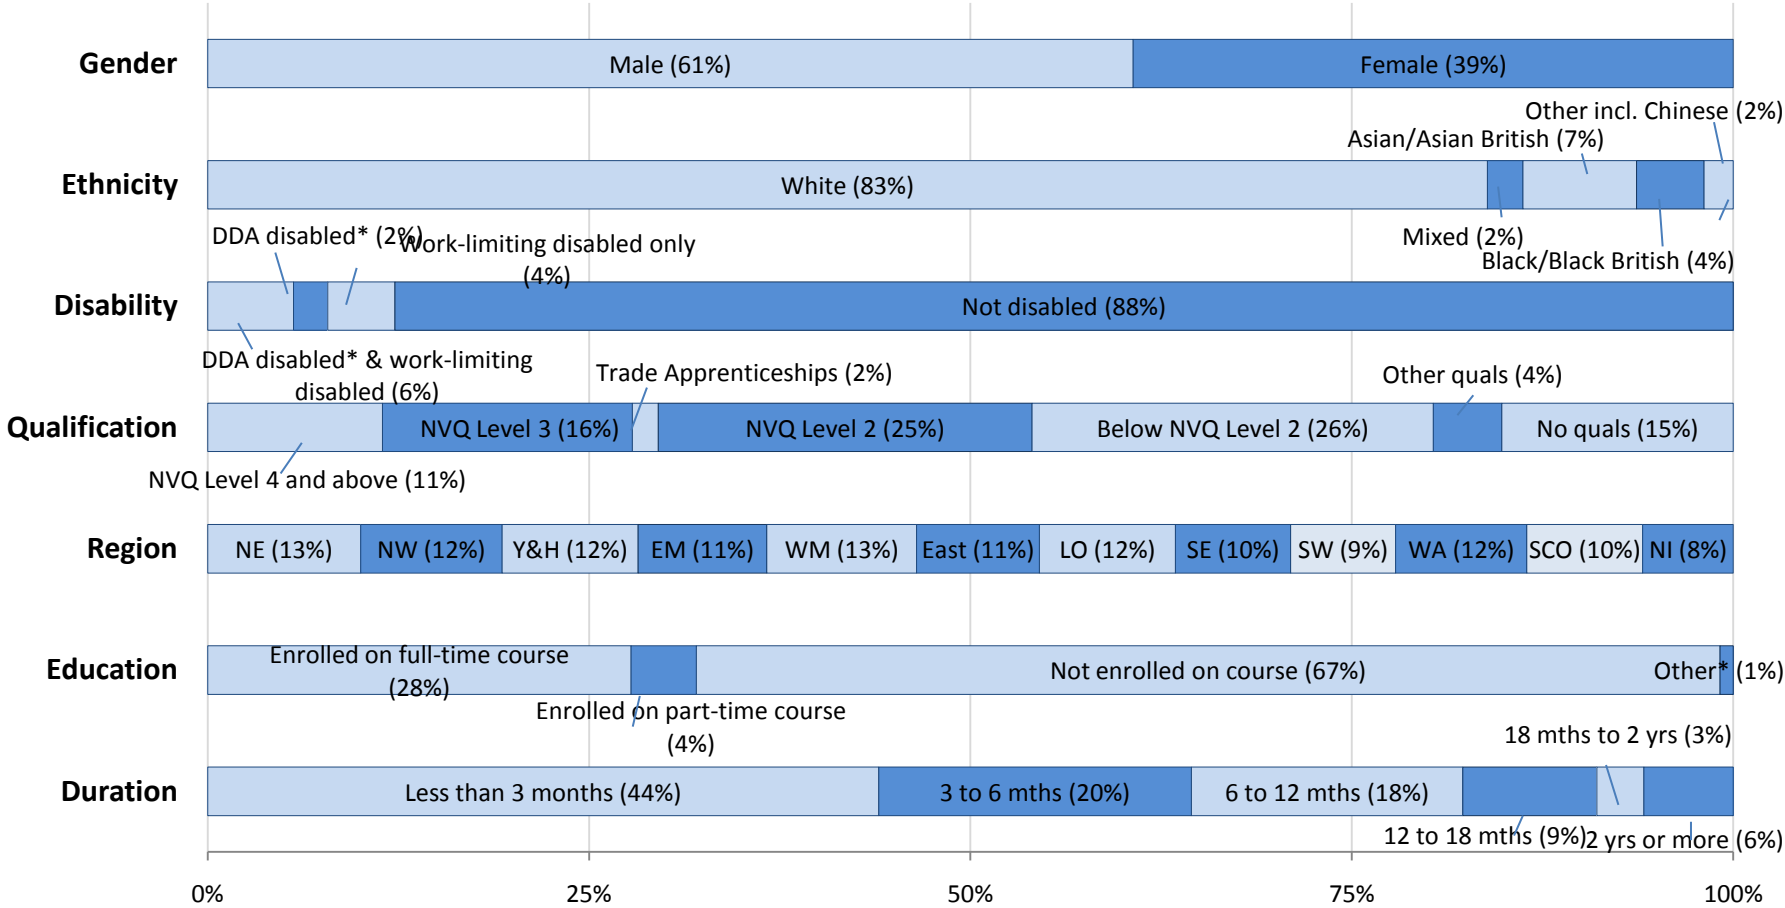 Gender
Male (61%)
Female (39%)
Other incl. Chinese (2%)
Asian/Asian British (7%)
Ethnicity
White (83%)
Mixed (2%)
Black/Black British (4%)
DDA disabled* (2%)
Work-limiting disabled only
(4%)
Disability
Not disabled (88%)
DDA disabled* & work-limiting
disabled (6%)
Trade Apprenticeships (2%)
Other quals (4%)
Qualification
NVQ Level 3 (16%)
NVQ Level 2 (25%)
Below NVQ Level 2 (26%)
No quals (15%)
NVQ Level 4 and above (11%)
Region
NE (13%)
NW (12%)
Y&H (12%)
EM (11%)
WM (13%)
East (11%)
LO (12%)
SE (10%)
SW (9%)
WA (12%)
SCO (10%)
NI (8%)
Education
Enrolled on full-time course
(28%)
Not enrolled on course (67%)
Other* (1%)
Enrolled on part-time course
(4%)
18 mths to 2 yrs (3%)
Duration
Less than 3 months (44%)
3 to 6 mths (20%)
6 to 12 mths (18%)
12 to 18 mths (9%)
2 yrs or more (6%)
0%
25%
50%
75%
100%